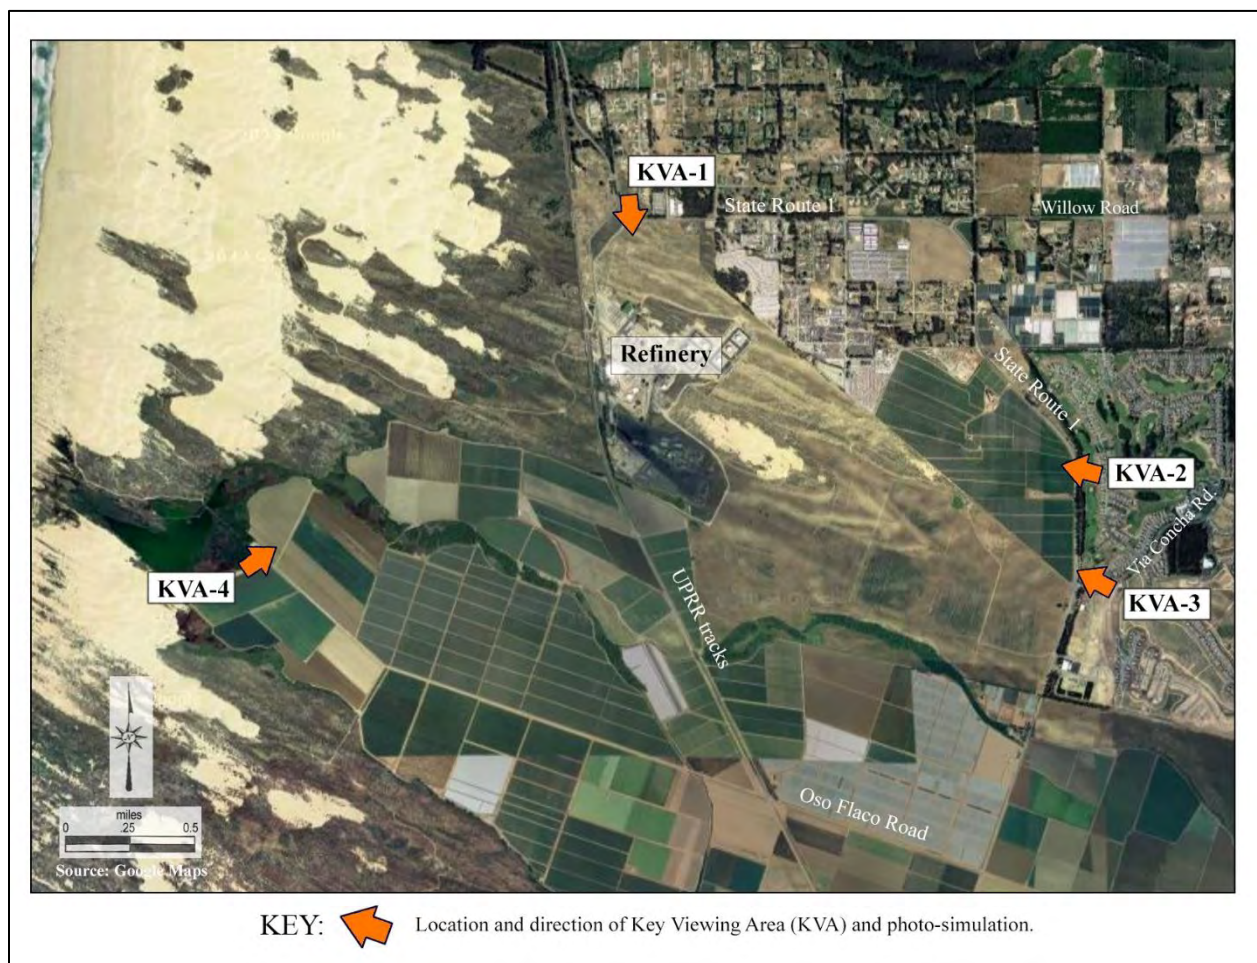 KVA-1
State Route 1
Willow Road
Refinery
State Route 1
KVA-2
Via Concha Rd.
KVA-4
KVA-3
UPRR tracks
N
miles
0 .25 0.5
Oso Flaco Road
Source: Google Maps
KEY: Location and direction of Key Viewing Area (KVA) and photo-simulation.